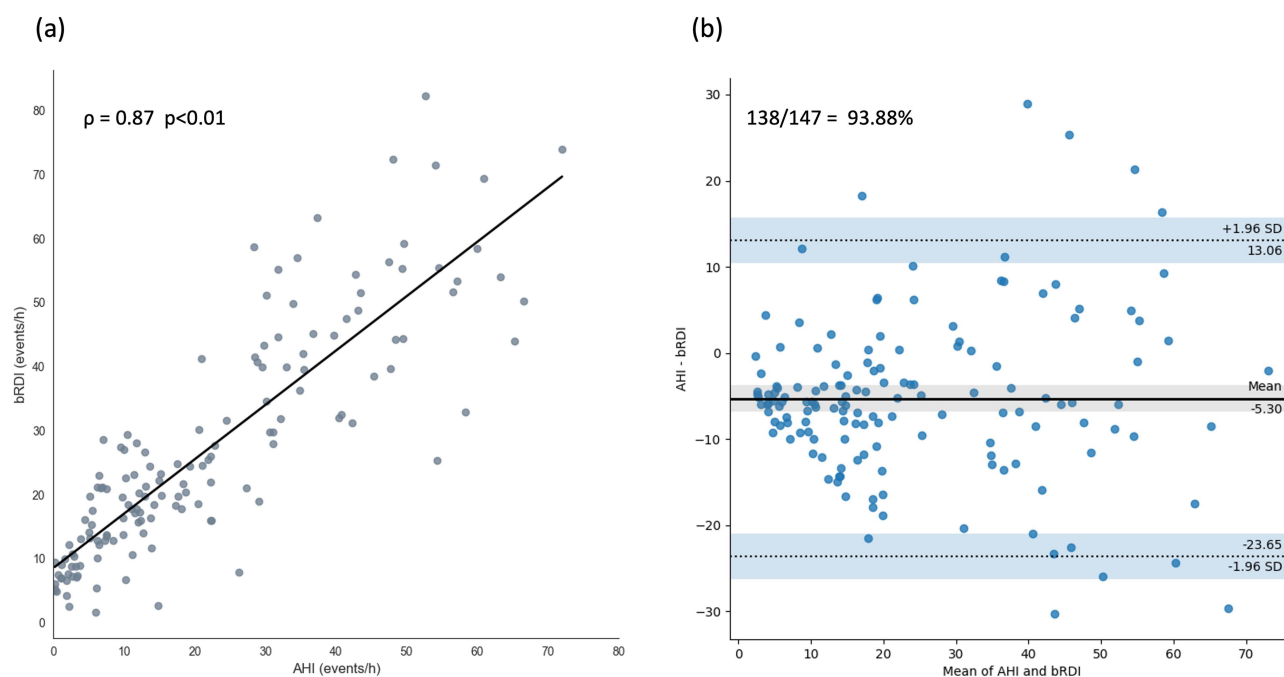 (a)
ρ = 0.87 p<0.01
80
70
60
50
40
30
20
10
0
bRDI (events/h)
0 10 20 30 40 50 60 70 80
AHI (events/h)
(b)
138/147 = 93.88%
30
20
10
0
−10
−20
−30
AHI - bRDI
+1.96 SD
13.06
Mean
-5.30
-23.65
-1.96 SD
0 10 20 30 40 50 60 70
Mean of AHI and bRDI